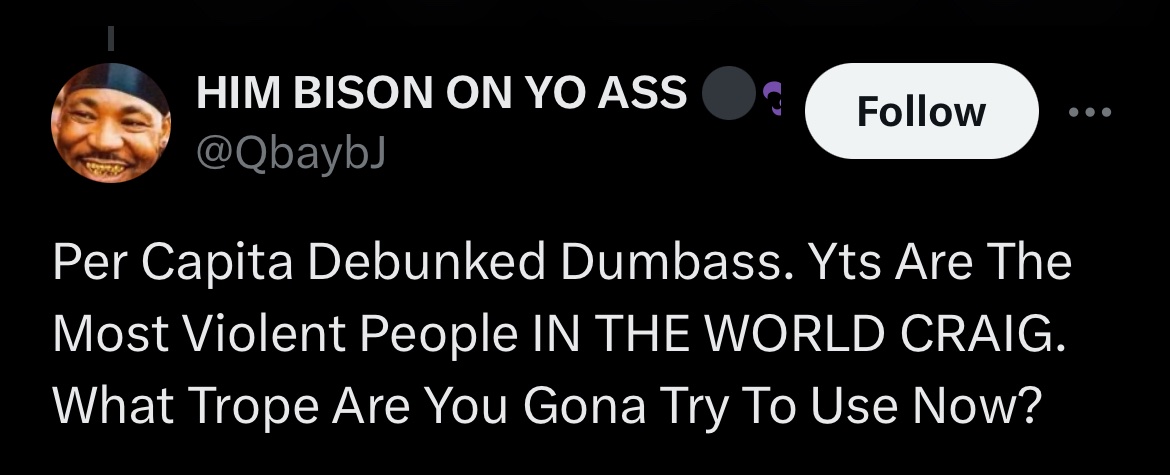 HIM BISON ON YO ASS
Follow
@QbaybJ
Per Capita Debunked Dumbass. Yts Are The
Most Violent People IN THE WORLD CRAIG.
What Trope Are You Gona Try To Use Now?